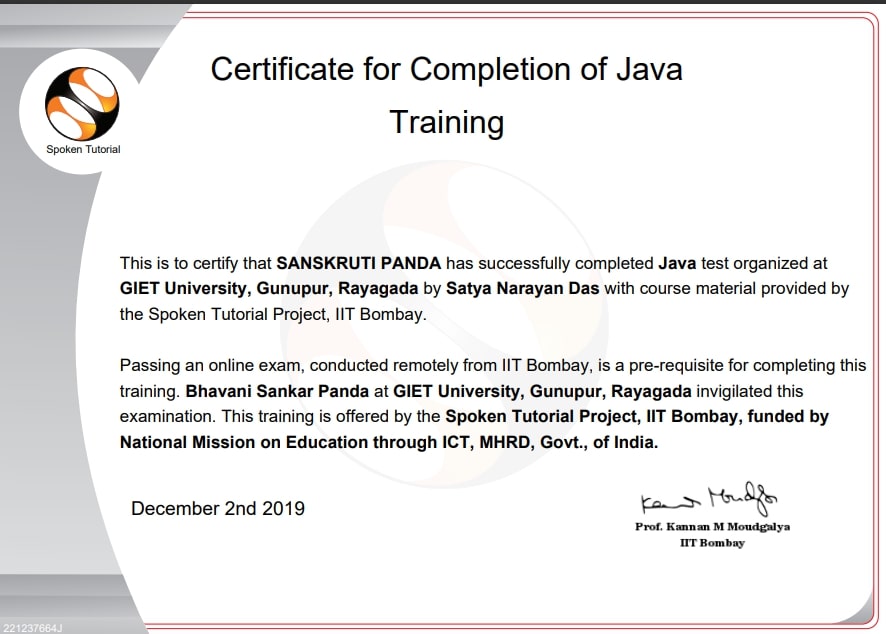 Certificate for Completion of Java
Training
Spoken Tutorial
This is to certify that SANSKRUTI PANDA has successfully completed Java test organized at
GIET University, Gunupur, Rayagada by Satya Narayan Das with course material provided by
the Spoken Tutorial Project, IIT Bombay.
Passing an online exam, conducted remotely from IIT Bombay, is a pre-requisite for completing this
training. Bhavani Sankar Panda at GIET University, Gunupur, Rayagada invigilated this
examination. This training is offered by the Spoken Tutorial Project, IIT Bombay, funded by
National Mission on Education through ICT, MHRD, Govt., of India.
December 2nd 2019
Prof. Kannan M Moudgalya
IIT Bombay
221237664J